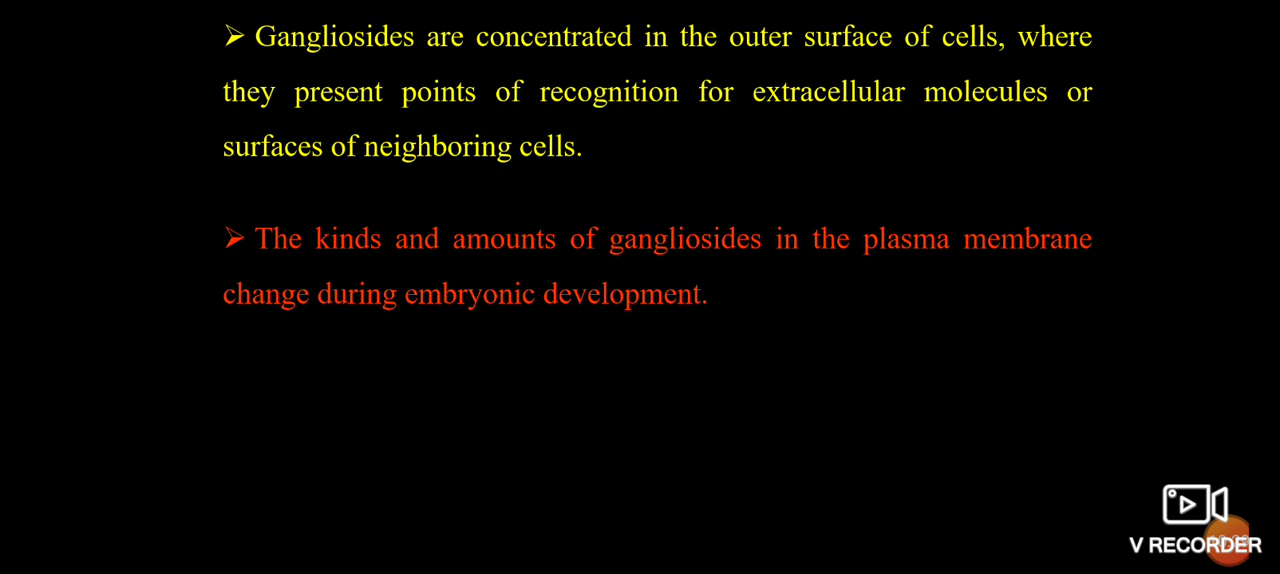 ➢ Gangliosides are concentrated in the outer surface of cells, where
they present points of recognition for extracellular molecules or
surfaces of neighboring cells.
➢ The kinds and amounts of gangliosides in the plasma membrane
change during embryonic development.
V RECORDER